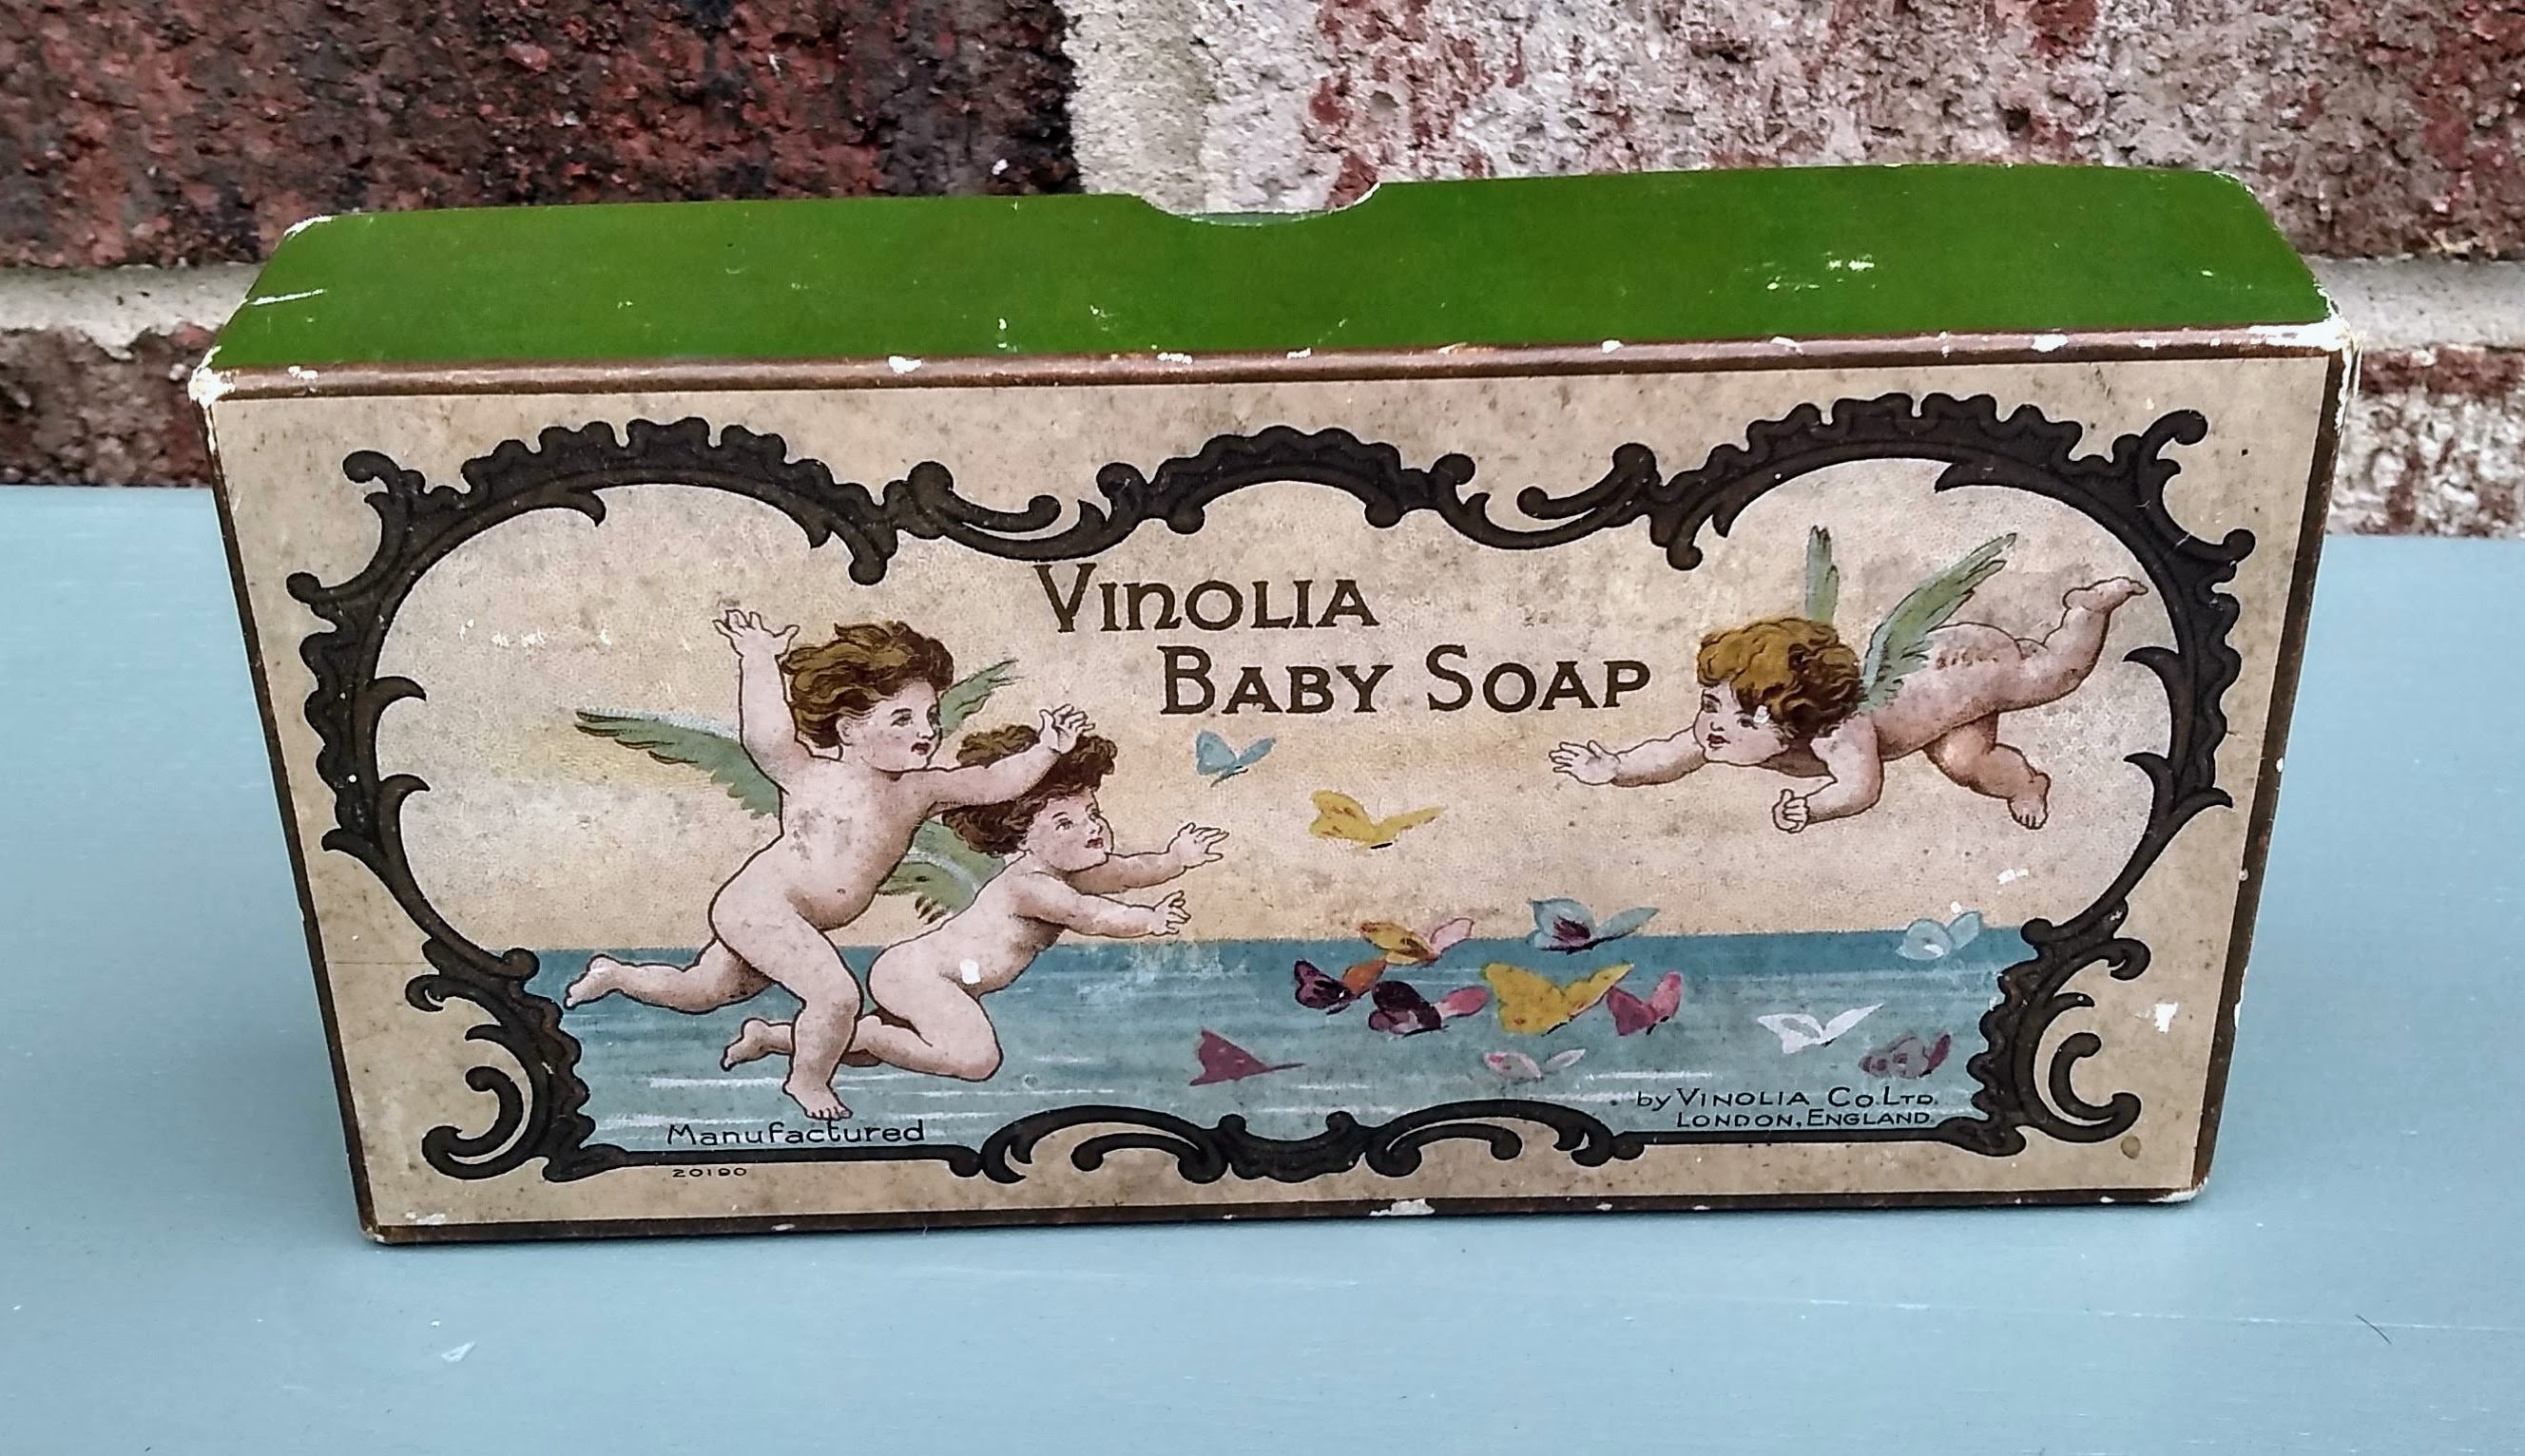 VINOLIA
BABY SOAP
Manufactured
by VINOLIA CO. LTD.
LONDON, ENGLAND.
20190